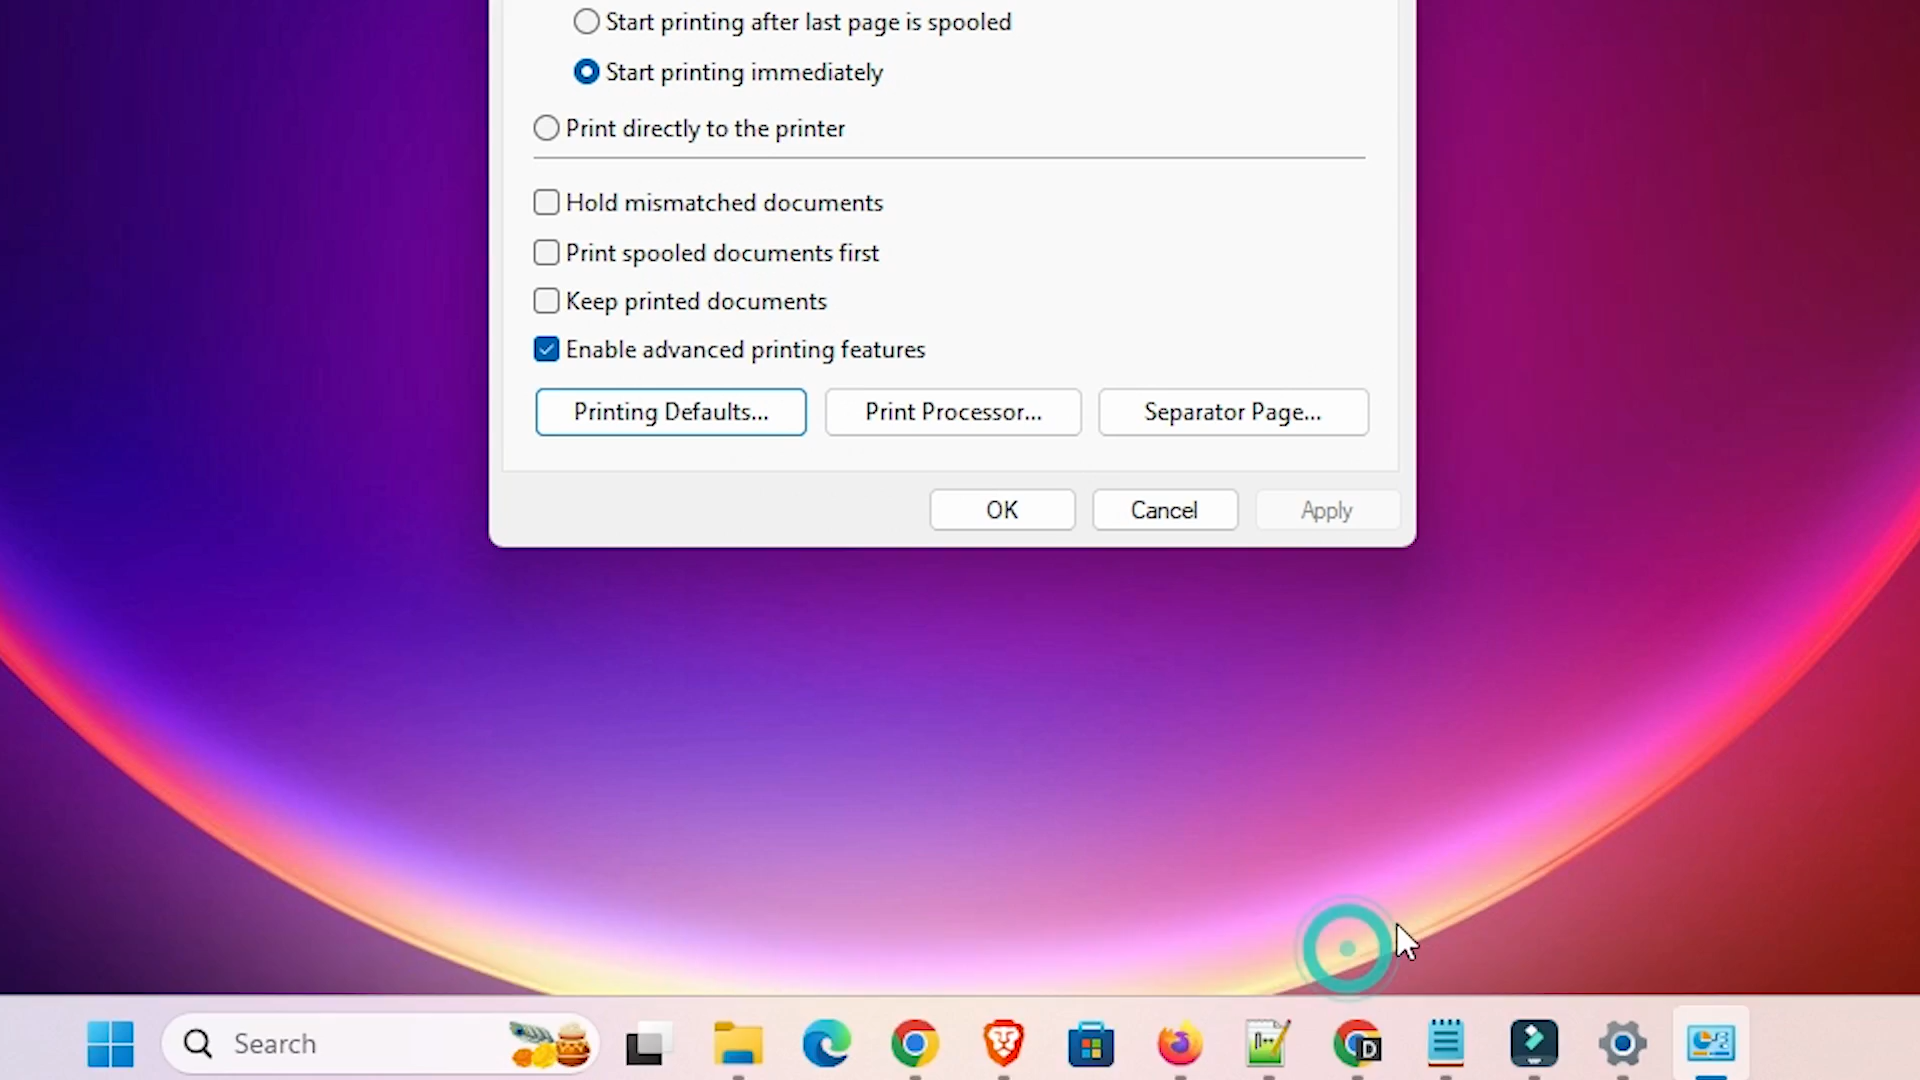 Start printing after last page is spooled
Start printing immediately
Print directly to the printer
Hold mismatched documents
Print spooled documents first
Keep printed documents
Enable advanced printing features
Printing Defaults... Print Processor... Separator Page...
OK Cancel Apply
Search
D